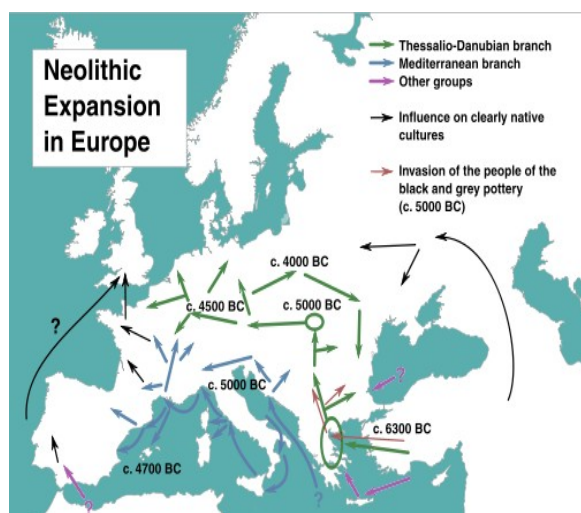 Neolithic
Expansion
in Europe
Thessalio-Danubian branch
Mediterranean branch
Other groups
Influence on clearly native
cultures
Invasion of the people of the
black and grey pottery
(c. 5000 BC)
c. 4000 BC
c. 4500 BC
c. 5000 BC
?
?
c. 5000 BC
c. 6300 BC
c. 4700 BC
?
?